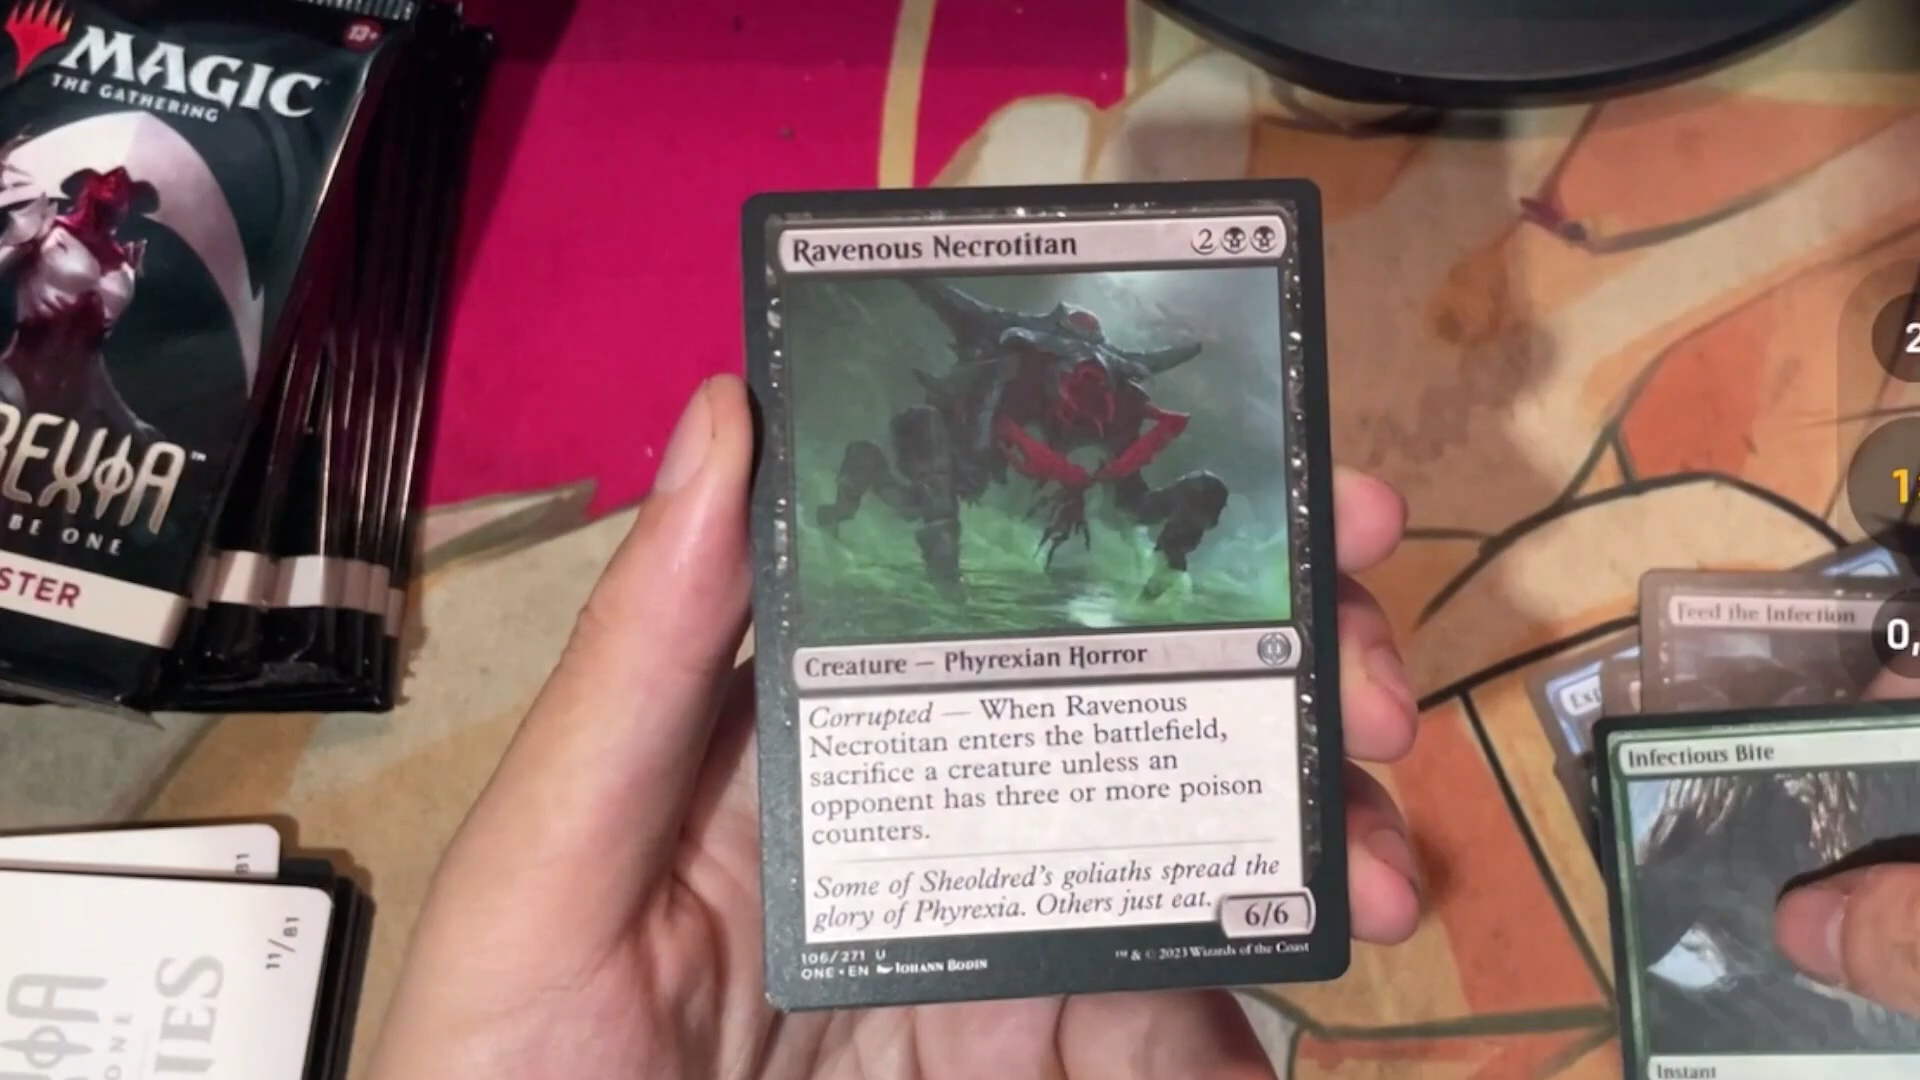 13+
MAGIC
THE GATHERING
BE ONE
Ravenous Necrotitan 2
Creature — Phyrexian Horror
Corrupted — When Ravenous
Necrotitan enters the battlefield,
sacrifice a creature unless an
opponent has three or more poison
counters.
Some of Sheoldred's goliaths spread the
glory of Phyrexia. Others just eat.
6/6
106/271 U
ONE • EN Johann Bodin
™ & © 2023 Wizards of the Coast
Feed the Infection
Infectious Bite
Instant
11/81
ONE